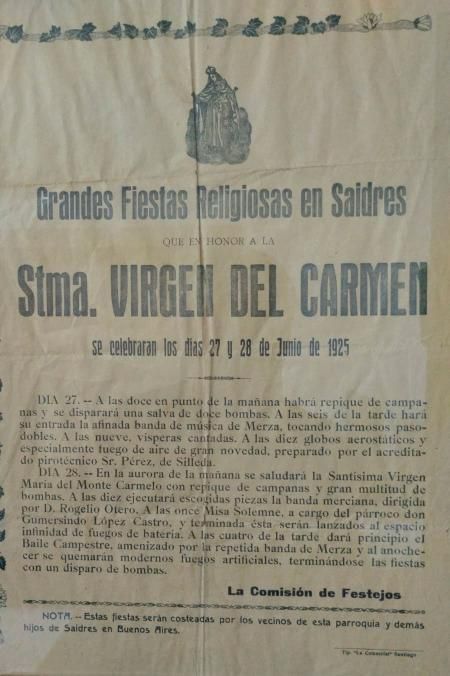 Grandes Fiestas Religiosas en Saidres
QUE EN HONOR A LA
Stma. VIRGEN DEL CARMEN
se celebraran los días 27 y 28 de Junio de 1925
DIA 27. -- A las doce en punto de la mañana habrá repique de campa-
nas y se disparará una salva de doce bombas. A las seis de la tarde hará
su entrada la afinada banda de música de Merza, tocando hermosos paso-
dobles. A las nueve, vísperas cantadas. A las diez globos aerostáticos y
especialmente fuego de aire de gran novedad, preparado por el acredita-
do pirotécnico Sr. Pérez, de Silleda.
DIA 28. -- En la aurora de la mañana se saludará la Santísima Virgen
María del Monte Carmelo con repique de campanas y gran multitud de
bombas. A las diez ejecutará escogidas piezas la banda merciana, dirigida
por D. Rogelio Otero. A las once Misa Solemne, a cargo del párroco don
Gumersindo López Castro, y terminada ésta serán lanzados al espacio
infinidad de fuegos de batería. A las cuatro de la tarde dará principio el
Baile Campestre, amenizado por la repetida banda de Merza y al anoche-
cer se quemarán modernos fuegos artificiales, terminándose las fiestas
con un disparo de bombas.
La Comisión de Festejos
NOTA. -- Estas fiestas serán costeadas por los vecinos de esta parroquia y demás
hijos de Saidres en Buenos Aires.
Tip. "La Comercial" Santiago